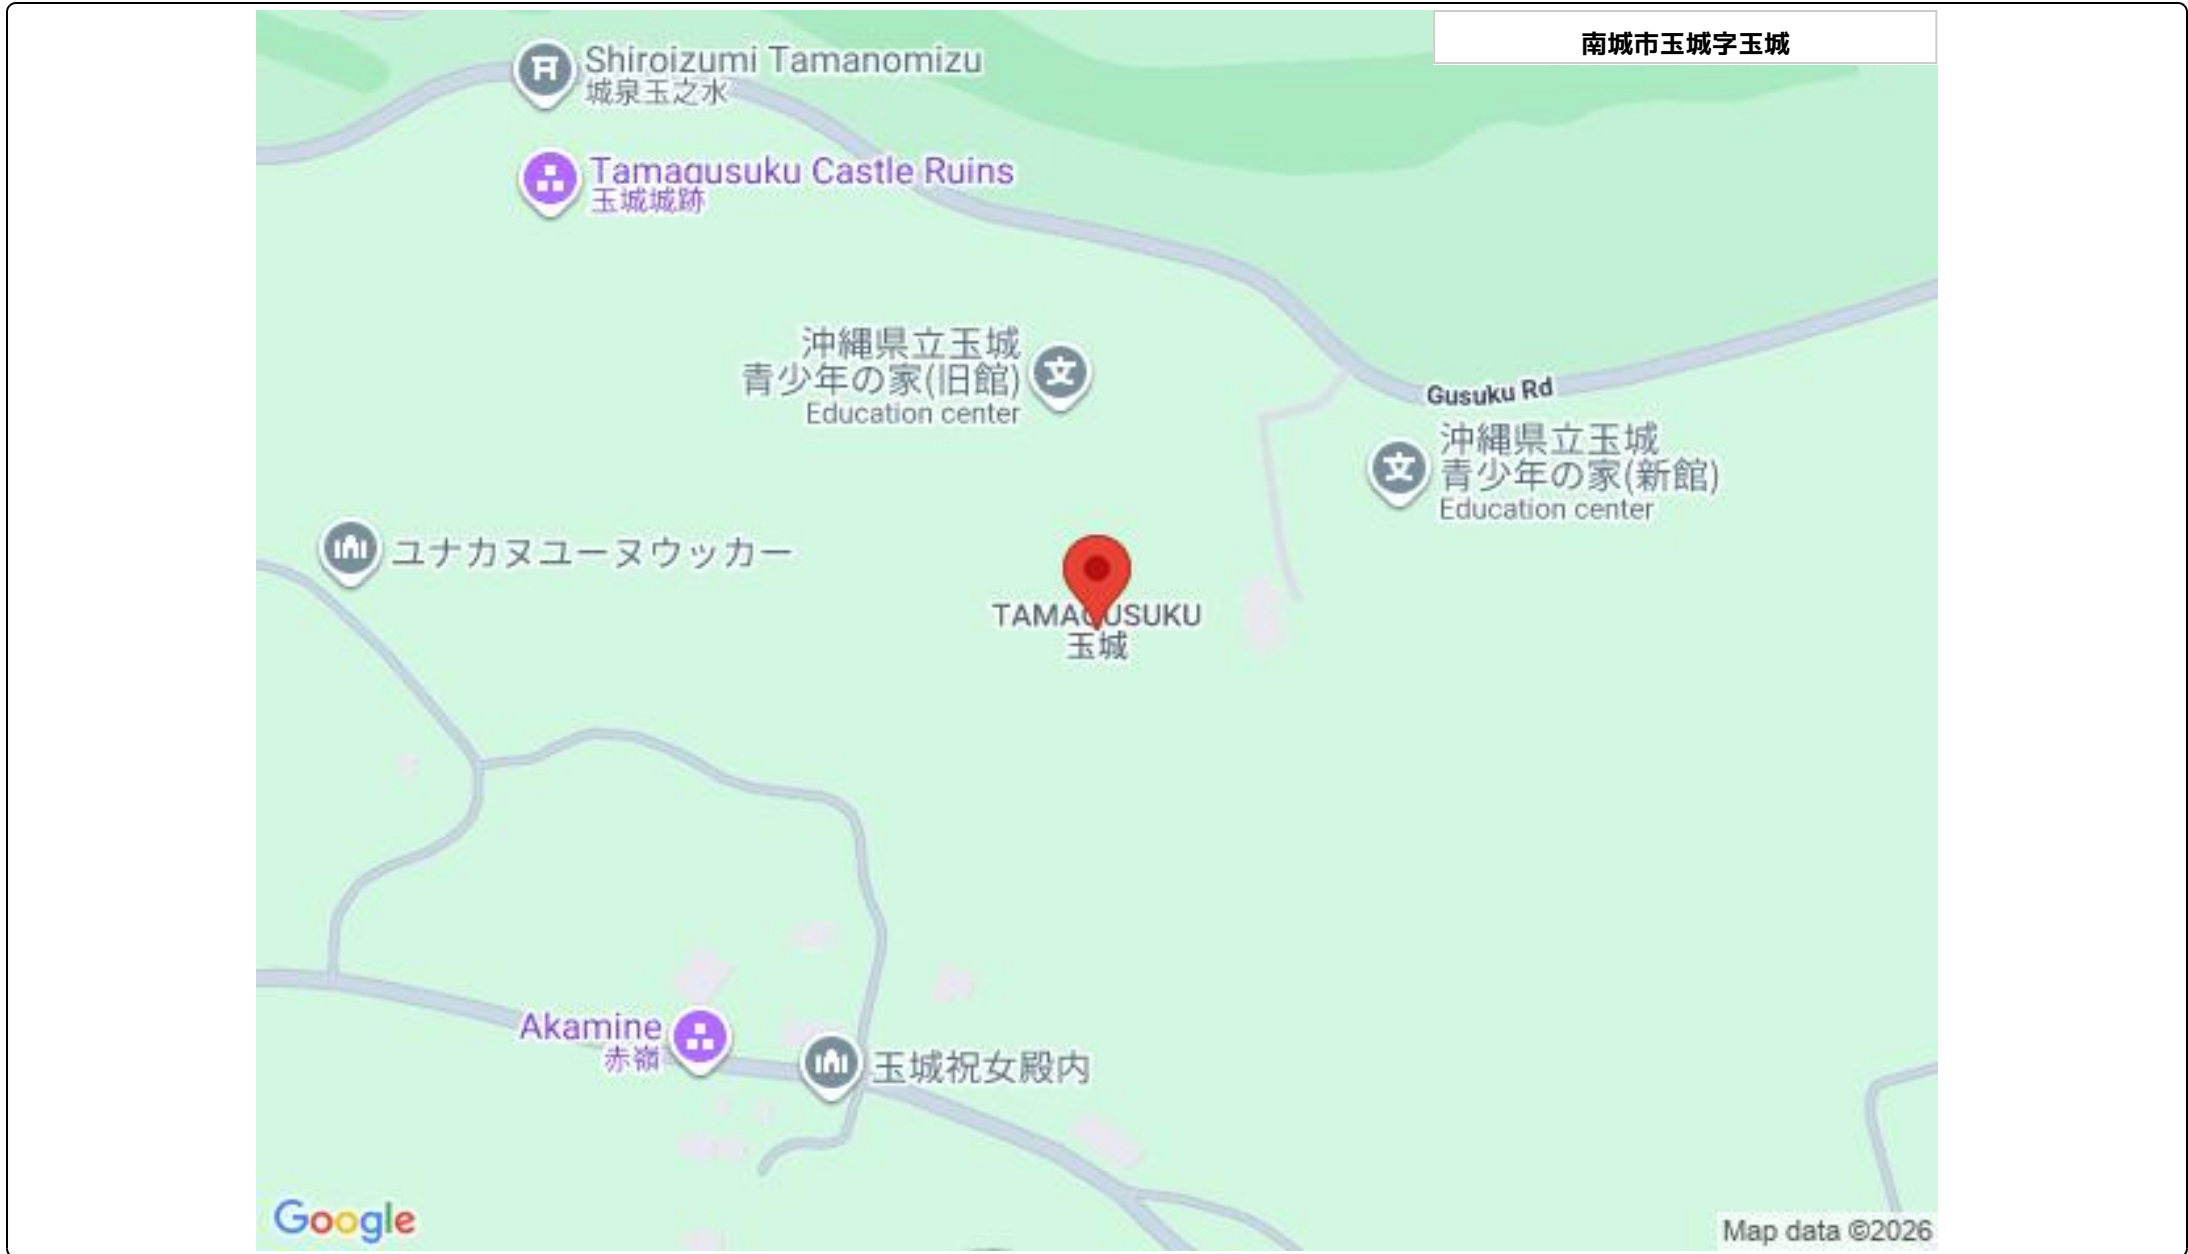 南城市玉城字玉城
Shiroizumi Tamanomizu
城泉玉之水
Tamagusuku Castle Ruins
玉城城跡
沖縄県立玉城
青少年の家(旧館)
Education center
Gusuku Rd
沖縄県立玉城
青少年の家(新館)
Education center
ユナカヌユーヌウッカー
TAMAGUSUKU
玉城
Akamine
赤嶺
玉城祝女殿内
Google
Map data ©2026